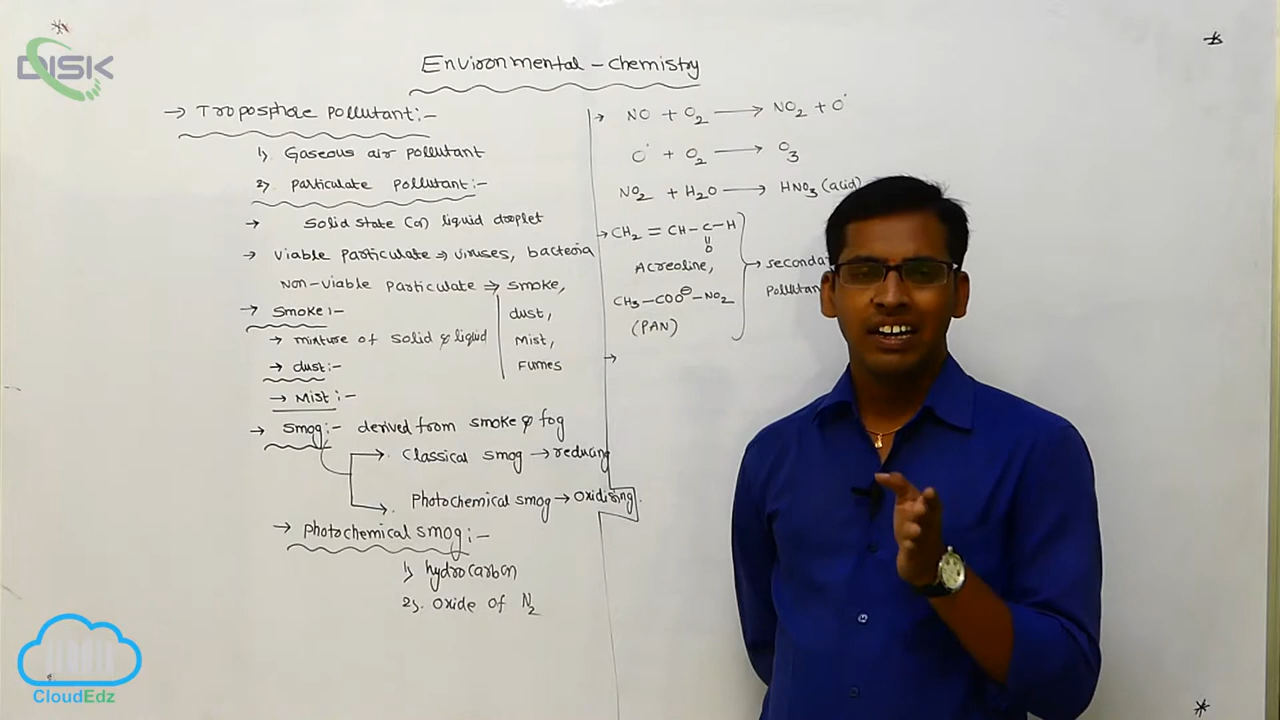 DISK
Environmental - chemistry
→ Troposphere pollutant:-
1, Gaseous air pollutant
2, particulate pollutant:-
→ solid state (or) liquid droplet
→ viable particulate ⇒ viruses, bacteria
Non-viable particulate ⇒ smoke,
dust,
Mist,
Fumes
→ Smoke:-
→ mixture of solid & liquid
→ dust:-
→ Mist:-
→ Smog:- derived from smoke & fog
→ Classical smog → reducing
→ Photochemical smog → Oxidising.
→ Photochemical smog:-
1, hydrocarbon
2, oxide of N₂
→ NO + O₂ → NO₂ + O˙
O˙ + O₂ → O₃
NO₂ + H₂O → HNO₃ (acid)
→ CH₂ = CH - C - H
॥
O
Acreoline,
CH₃-COO⊖-NO₂
(PAN)
→ secondar
pollutan
→
CloudEdz